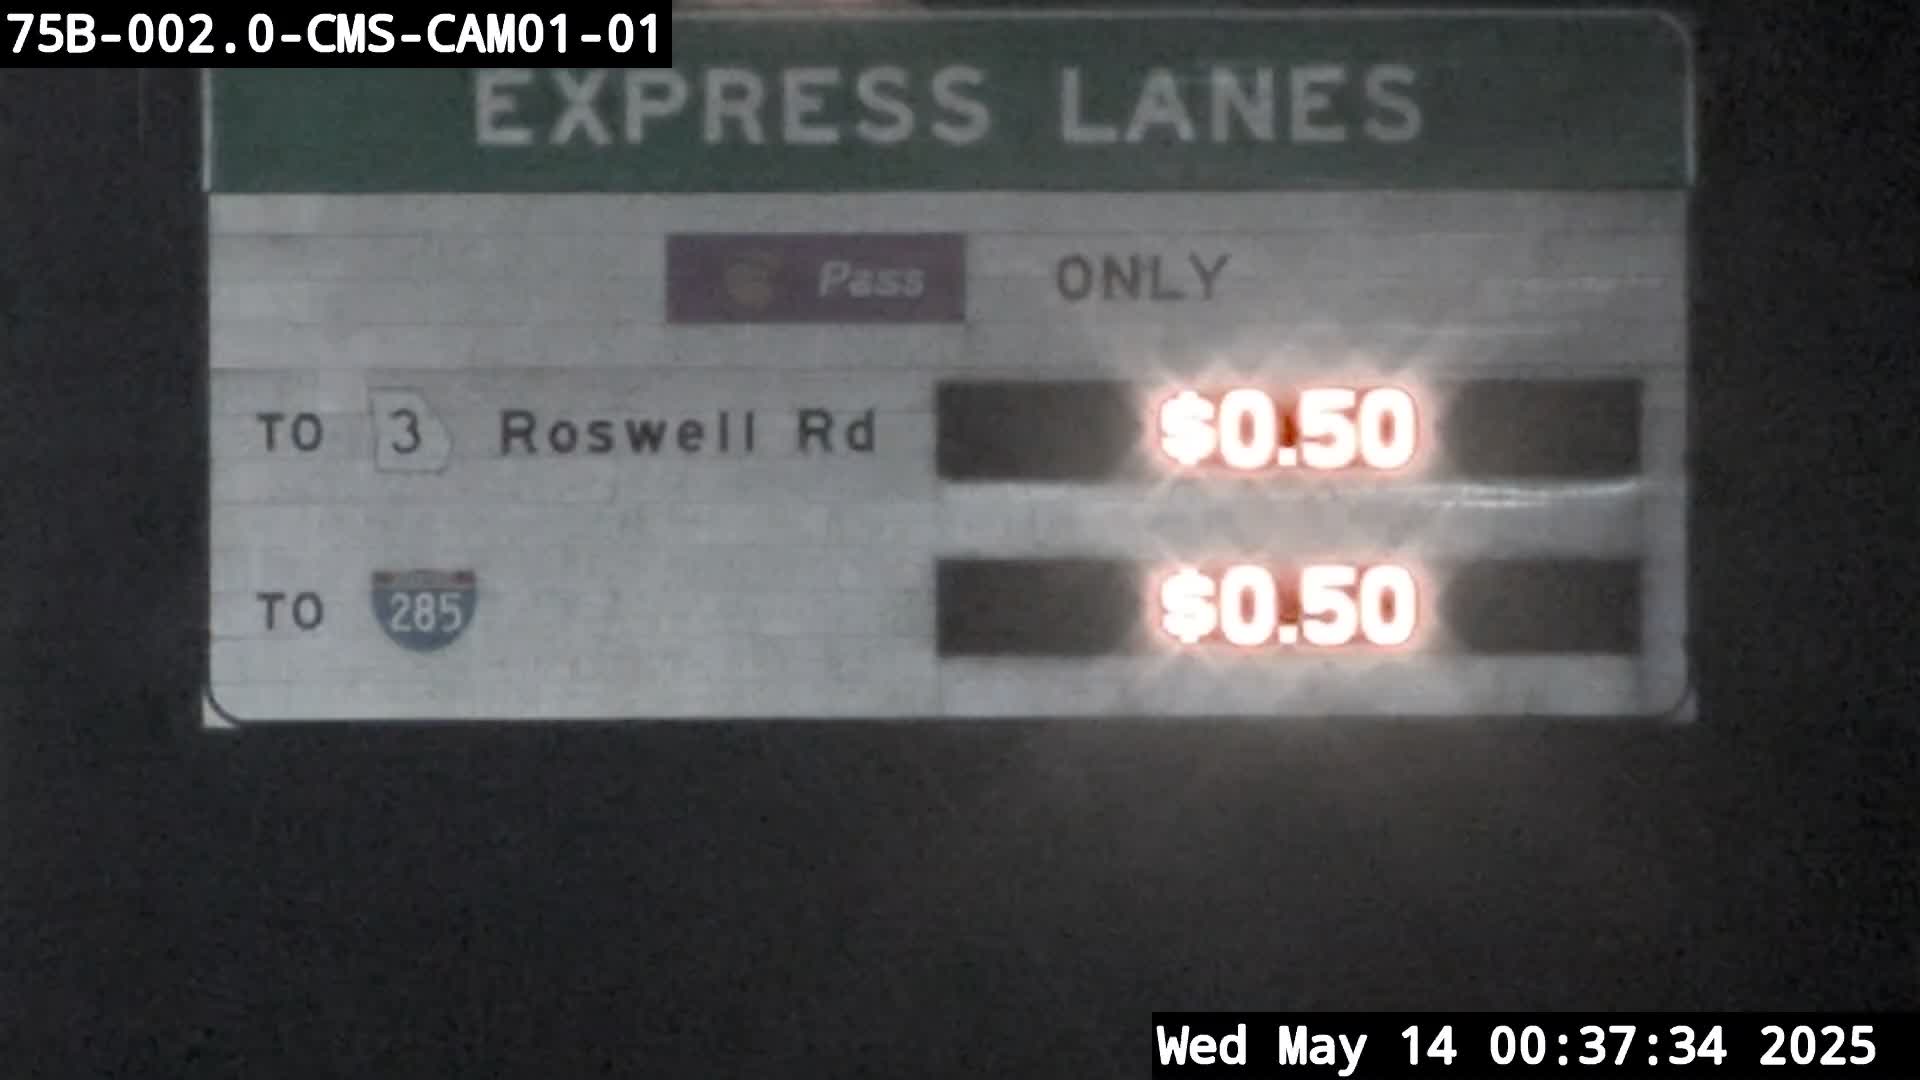 75B-002.0-CMS-CAM01-01
EXPRESS LANES
Pass ONLY
TO 3 Roswell Rd $0.50
TO 285 $0.50
Wed May 14 00:37:34 2025